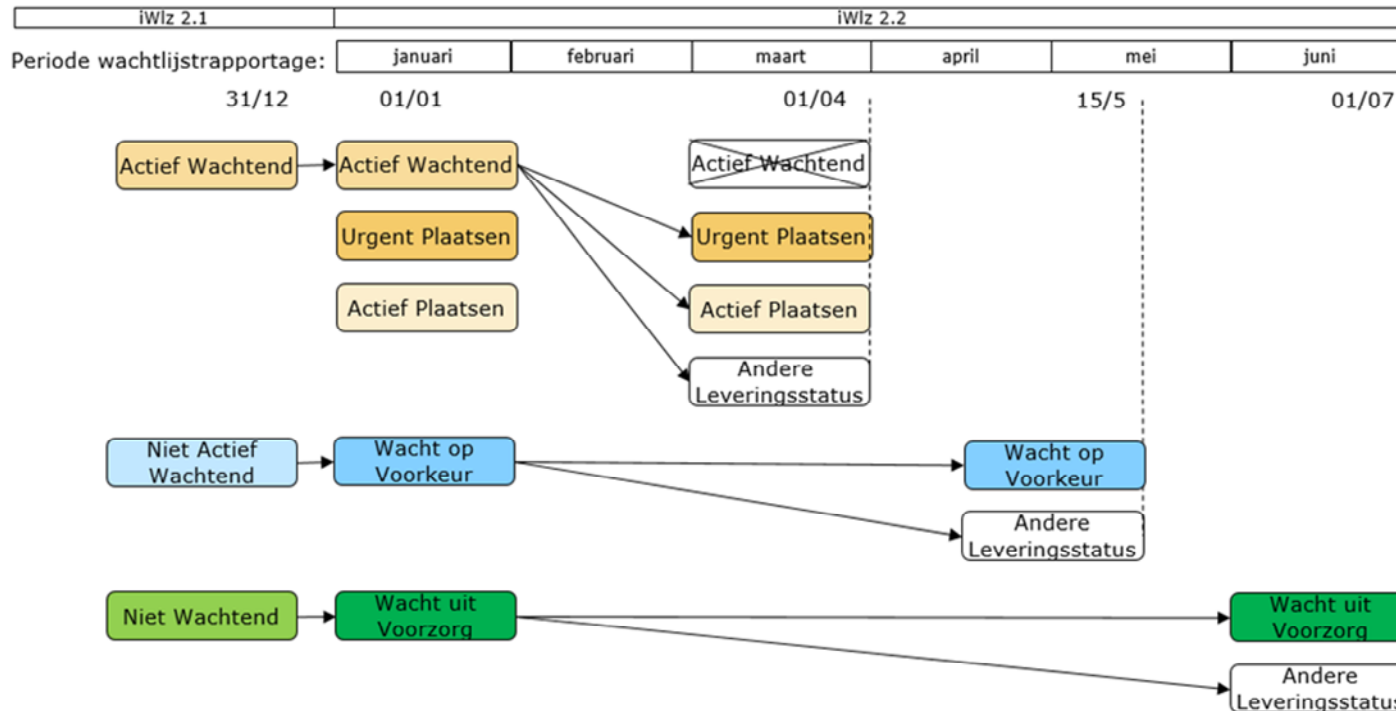 iWlz 2.1
iWlz 2.2
Periode wachtlijstrapportage:
januari
februari
maart
april
mei
juni
31/12
01/01
01/04
15/5
01/07
Actief Wachtend
Actief Wachtend
Actief Wachtend
Urgent Plaatsen
Urgent Plaatsen
Actief Plaatsen
Actief Plaatsen
Andere
Leveringsstatus
Niet Actief
Wachtend
Wacht op
Voorkeur
Wacht op
Voorkeur
Andere
Leveringsstatus
Niet Wachtend
Wacht uit
Voorzorg
Wacht uit
Voorzorg
Andere
Leveringsstatus